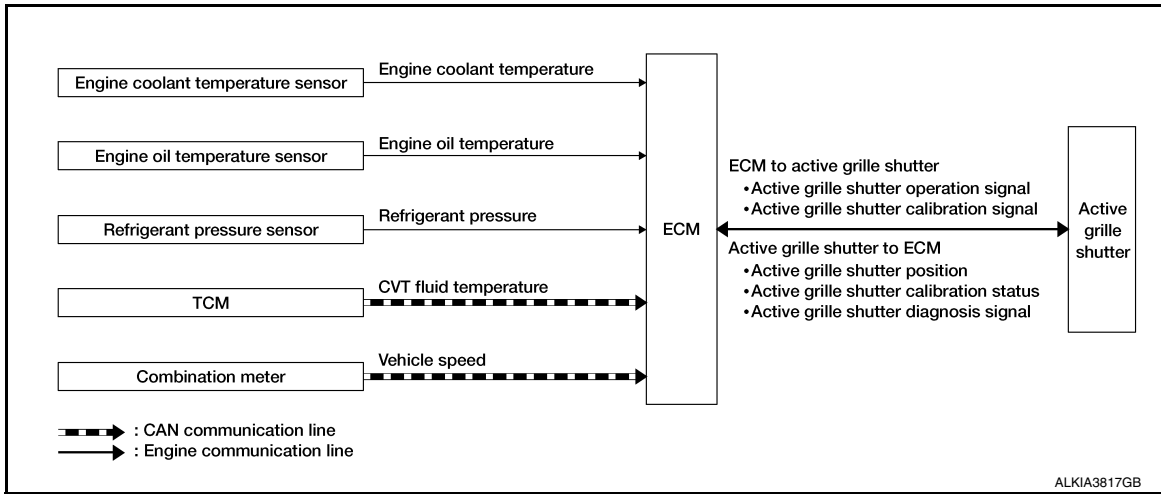 Engine coolant temperature sensor
Engine coolant temperature
Engine oil temperature sensor
Engine oil temperature
Refrigerant pressure sensor
Refrigerant pressure
TCM
CVT fluid temperature
Combination meter
Vehicle speed
ECM
ECM to active grille shutter
•Active grille shutter operation signal
•Active grille shutter calibration signal
Active grille shutter to ECM
•Active grille shutter position
•Active grille shutter calibration status
•Active grille shutter diagnosis signal
Active
grille
shutter
: CAN communication line
: Engine communication line
ALKIA3817GB